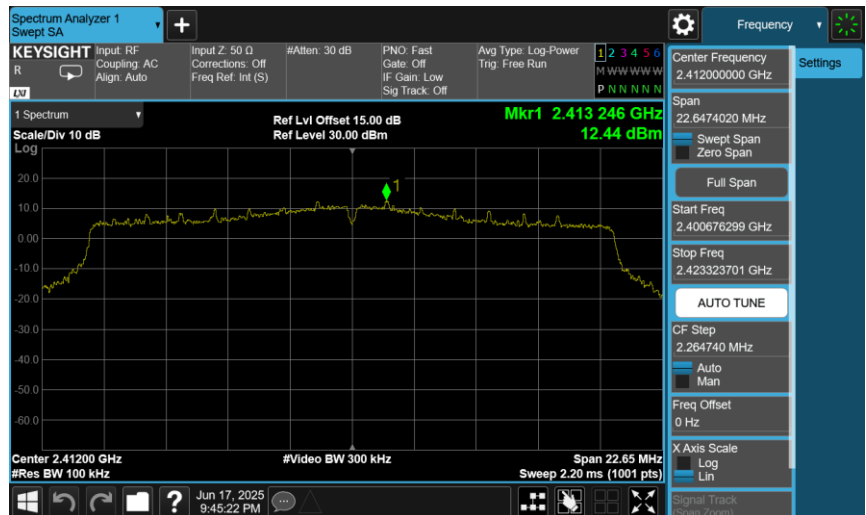 Spectrum Analyzer 1
Swept SA
+
Frequency
KEYSIGHT
R
LXI
Input: RF
Coupling: AC
Align: Auto
Input Z: 50 Ω
Corrections: Off
Freq Ref: Int (S)
#Atten: 30 dB
PNO: Fast
Gate: Off
IF Gain: Low
Sig Track: Off
Avg Type: Log-Power
Trig: Free Run
1 2 3 4 5 6
M W W W W W
P N N N N N
1 Spectrum
Scale/Div 10 dB
Log
Ref Lvl Offset 15.00 dB
Ref Level 30.00 dBm
Mkr1 2.413 246 GHz
12.44 dBm
1
20.0
10.0
0.00
-10.0
-20.0
-30.0
-40.0
-50.0
-60.0
Center 2.41200 GHz
#Res BW 100 kHz
#Video BW 300 kHz
Span 22.65 MHz
Sweep 2.20 ms (1001 pts)
?
Jun 17, 2025
9:45:22 PM
Center Frequency
2.412000000 GHz
Span
22.6474020 MHz
Swept Span
Zero Span
Full Span
Start Freq
2.400676299 GHz
Stop Freq
2.423323701 GHz
AUTO TUNE
CF Step
2.264740 MHz
Auto
Man
Freq Offset
0 Hz
X Axis Scale
Log
Lin
Signal Track
(Span Zoom)
Settings